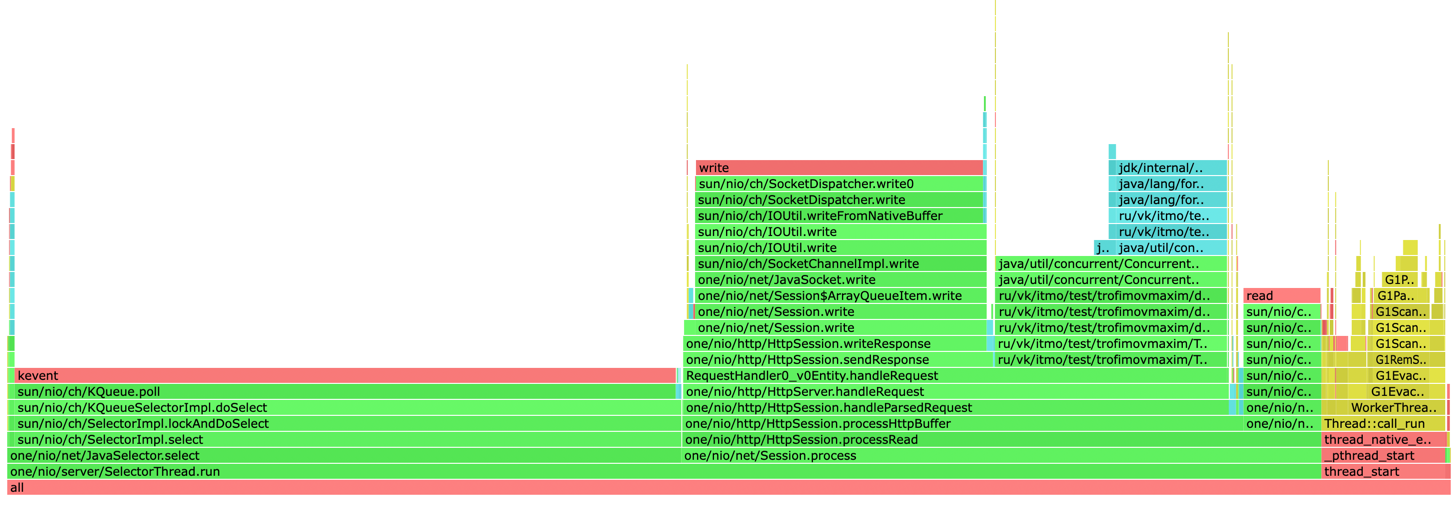 write jdk/internal/..
sun/nio/ch/SocketDispatcher.write0 java/lang/for..
sun/nio/ch/SocketDispatcher.write java/lang/for..
sun/nio/ch/IOUtil.writeFromNativeBuffer ru/vk/itmo/te..
sun/nio/ch/IOUtil.write ru/vk/itmo/te..
sun/nio/ch/IOUtil.write j.. java/util/con..
sun/nio/ch/SocketChannelImpl.write java/util/concurrent/Concurrent..
one/nio/net/JavaSocket.write java/util/concurrent/Concurrent.. G1P..
one/nio/net/Session$ArrayQueueItem.write ru/vk/itmo/test/trofimovmaxim/d.. read G1Pa..
one/nio/net/Session.write ru/vk/itmo/test/trofimovmaxim/d.. sun/nio/c.. G1Scan..
one/nio/net/Session.write ru/vk/itmo/test/trofimovmaxim/d.. sun/nio/c.. G1Scan..
one/nio/http/HttpSession.writeResponse ru/vk/itmo/test/trofimovmaxim/T.. sun/nio/c.. G1Scan..
one/nio/http/HttpSession.sendResponse ru/vk/itmo/test/trofimovmaxim/T.. sun/nio/c.. G1RemS..
kevent RequestHandler0_v0Entity.handleRequest sun/nio/c.. G1Evac..
sun/nio/ch/KQueue.poll one/nio/http/HttpServer.handleRequest sun/nio/c.. G1Evac..
sun/nio/ch/KQueueSelectorImpl.doSelect one/nio/http/HttpSession.handleParsedRequest one/nio/n.. WorkerThrea..
sun/nio/ch/SelectorImpl.lockAndDoSelect one/nio/http/HttpSession.processHttpBuffer one/nio/n.. Thread::call_run
sun/nio/ch/SelectorImpl.select one/nio/http/HttpSession.processRead thread_native_e..
one/nio/net/JavaSelector.select one/nio/net/Session.process _pthread_start
one/nio/server/SelectorThread.run thread_start
all